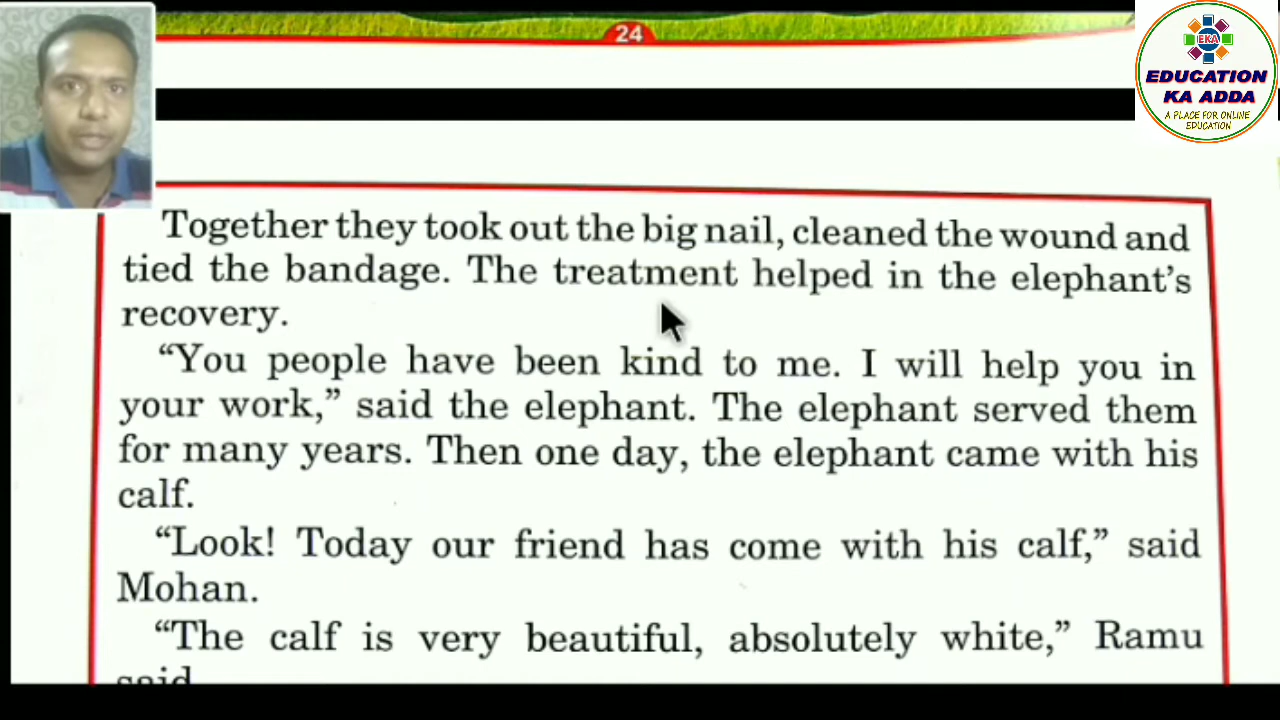 24
EKA
EDUCATION
KA ADDA
A PLACE FOR ONLINE
EDUCATION
Together they took out the big nail, cleaned the wound and
tied the bandage. The treatment helped in the elephant’s
recovery.
“You people have been kind to me. I will help you in
your work,” said the elephant. The elephant served them
for many years. Then one day, the elephant came with his
calf.
“Look! Today our friend has come with his calf,” said
Mohan.
“The calf is very beautiful, absolutely white,” Ramu
said